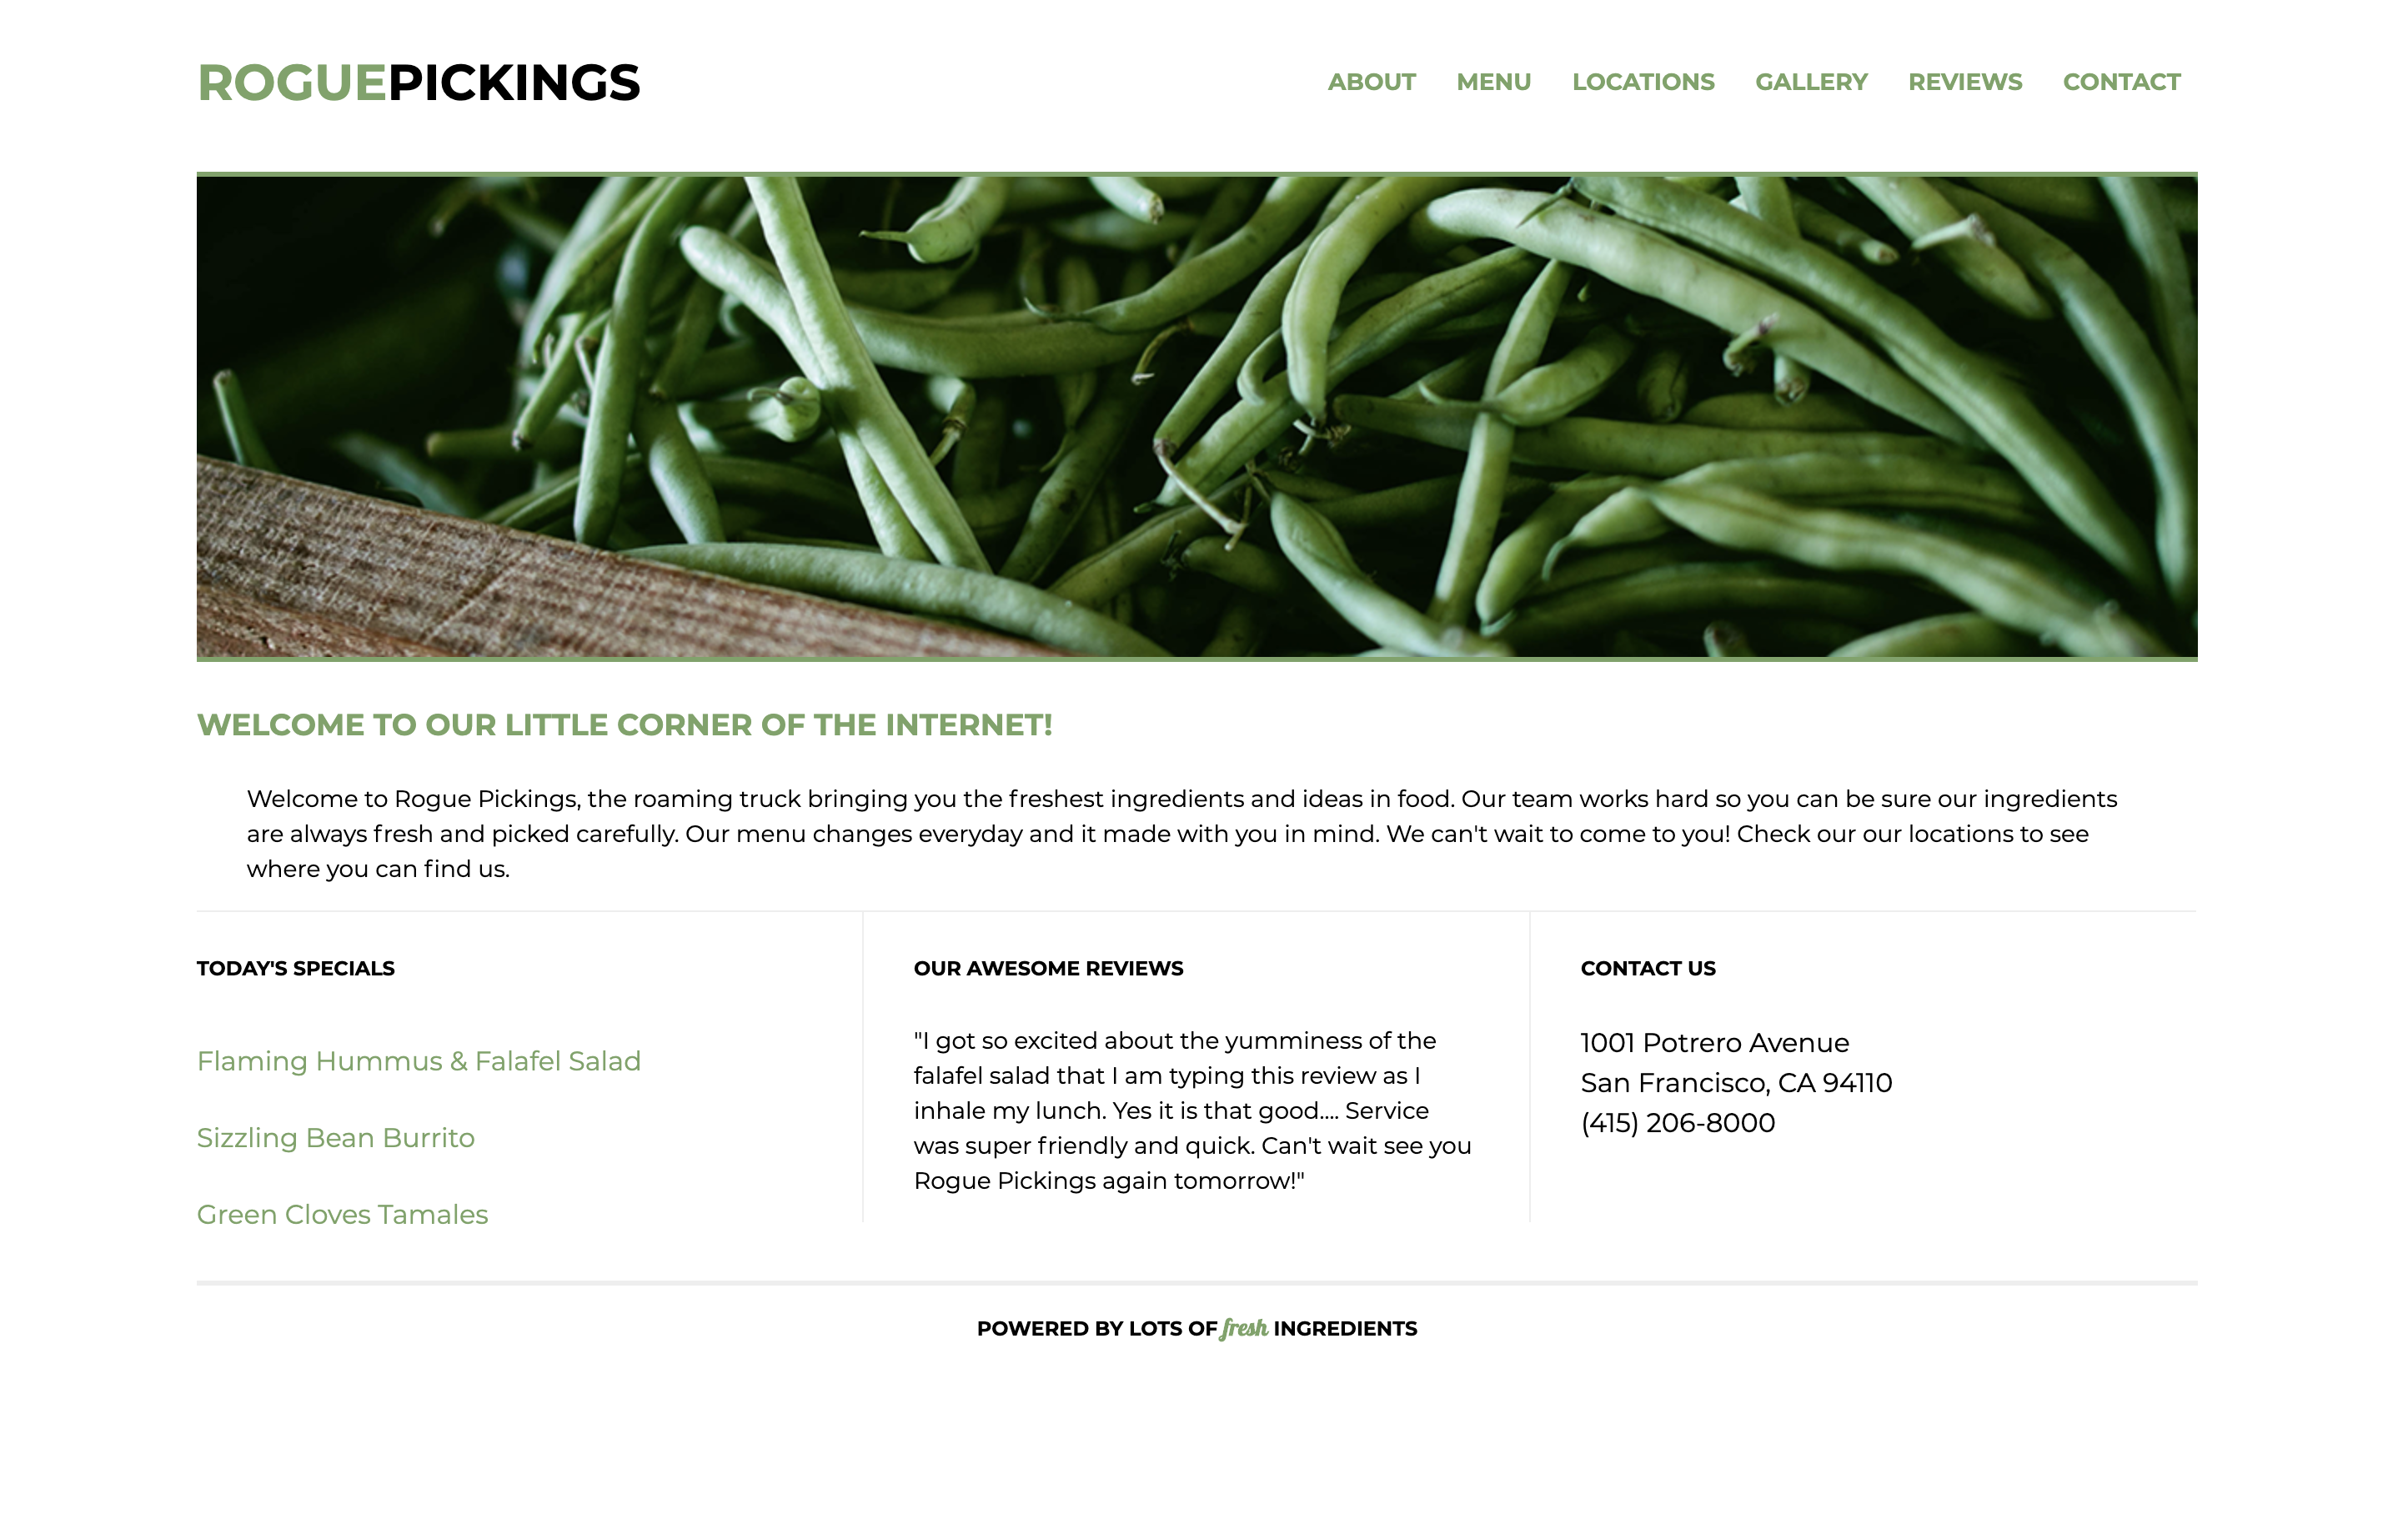 ROGUEPICKINGS
ABOUT MENU LOCATIONS GALLERY REVIEWS CONTACT
WELCOME TO OUR LITTLE CORNER OF THE INTERNET!
Welcome to Rogue Pickings, the roaming truck bringing you the freshest ingredients and ideas in food. Our team works hard so you can be sure our ingredients
are always fresh and picked carefully. Our menu changes everyday and it made with you in mind. We can't wait to come to you! Check our our locations to see
where you can find us.
TODAY'S SPECIALS
Flaming Hummus & Falafel Salad
Sizzling Bean Burrito
Green Cloves Tamales
OUR AWESOME REVIEWS
"I got so excited about the yumminess of the
falafel salad that I am typing this review as I
inhale my lunch. Yes it is that good.... Service
was super friendly and quick. Can't wait see you
Rogue Pickings again tomorrow!"
CONTACT US
1001 Potrero Avenue
San Francisco, CA 94110
(415) 206-8000
POWERED BY LOTS OF fresh INGREDIENTS